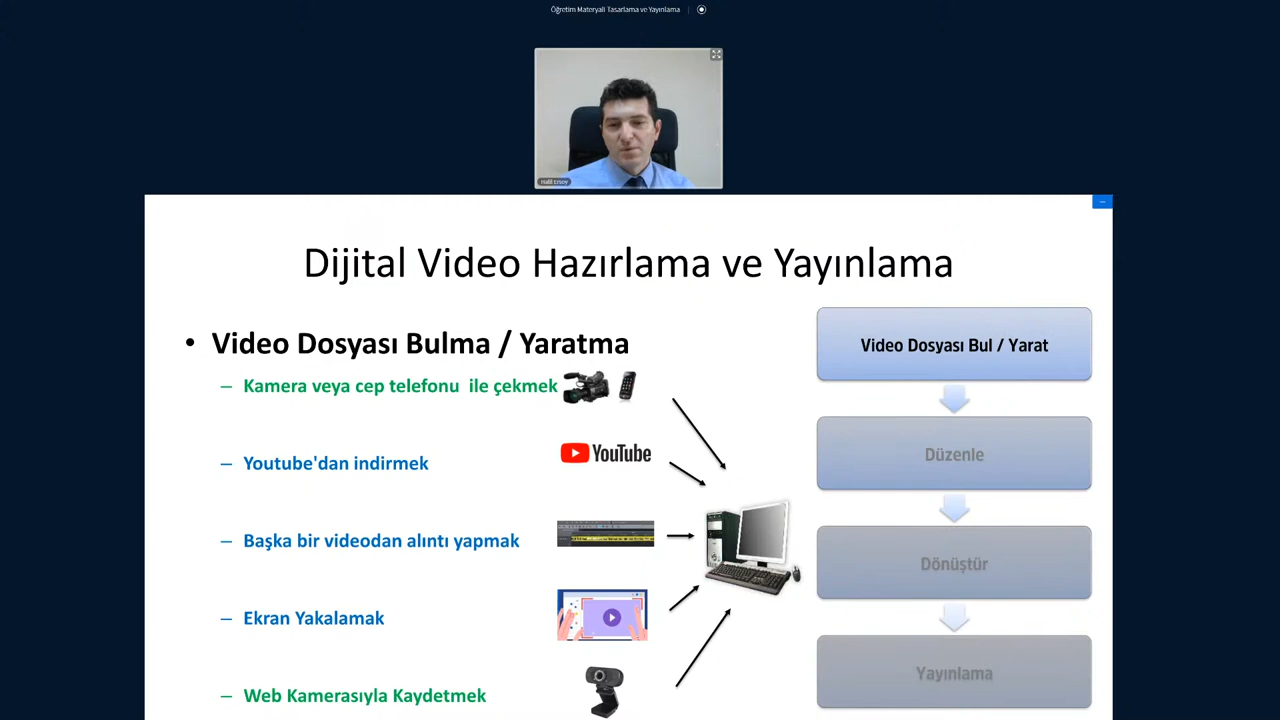 Öğretim Materyali Tasarlama ve Yayınlama
Halil Ersoy
Dijital Video Hazırlama ve Yayınlama
• Video Dosyası Bulma / Yaratma
– Kamera veya cep telefonu ile çekmek
– Youtube'dan indirmek
YouTube
– Başka bir videodan alıntı yapmak
– Ekran Yakalamak
– Web Kamerasıyla Kaydetmek
Video Dosyası Bul / Yarat
Düzenle
Dönüştür
Yayınlama